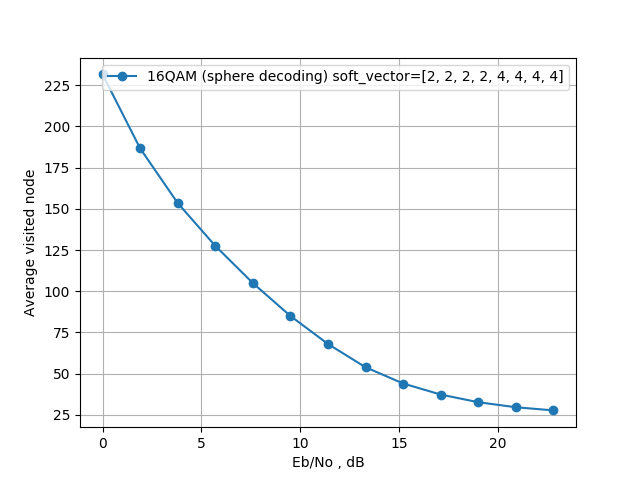 16QAM (sphere decoding) soft_vector=[2, 2, 2, 2, 4, 4, 4, 4]
225
200
175
150
125
100
75
50
25
Average visited node
0 5 10 15 20
Eb/No , dB